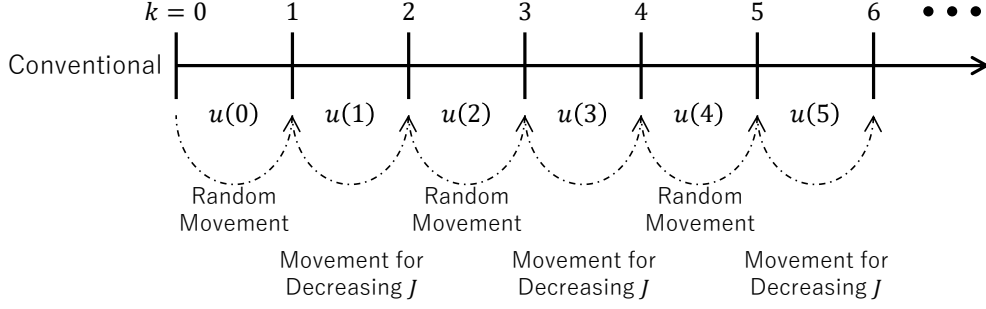 k = 0 1 2 3 4 5 6 •••
Conventional
u(0) u(1) u(2) u(3) u(4) u(5)
Random Random Random
Movement Movement Movement
Movement for Movement for Movement for
Decreasing J Decreasing J Decreasing J